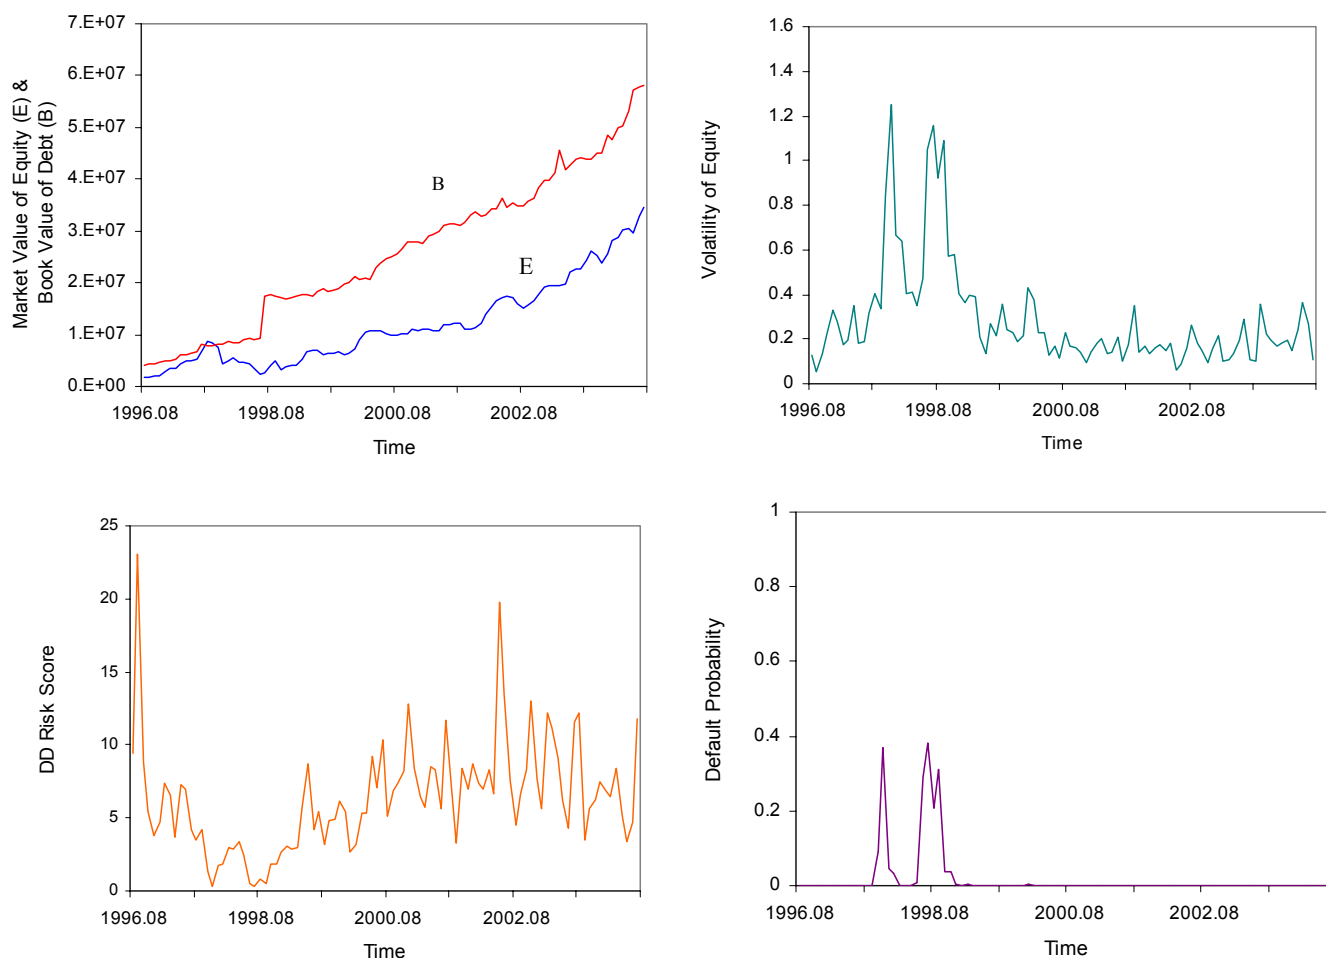 Market Value of Equity (E) &
Book Value of Debt (B)
7.E+07
6.E+07
5.E+07
4.E+07
3.E+07
2.E+07
1.E+07
0.E+00
B
E
1996.08 1998.08 2000.08 2002.08
Time
Volatility of Equity
1.6
1.4
1.2
1
0.8
0.6
0.4
0.2
0
1996.08 1998.08 2000.08 2002.08
Time
DD Risk Score
25
20
15
10
5
0
1996.08 1998.08 2000.08 2002.08
Time
Default Probability
1
0.8
0.6
0.4
0.2
0
1996.08 1998.08 2000.08 2002.08
Time